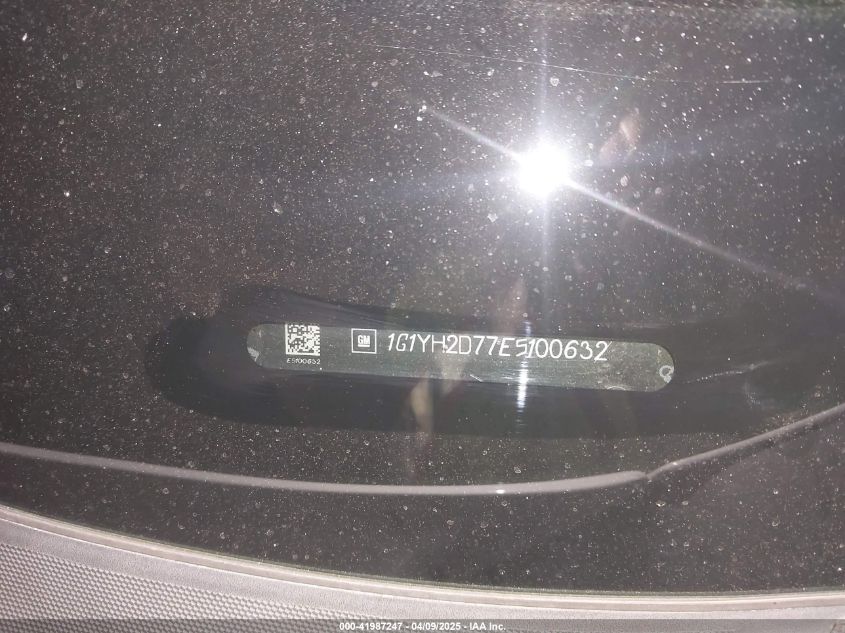 GM 1G1YH2D77E5100632
E5100632
000-41987247 - 04/09/2025 - IAA Inc.